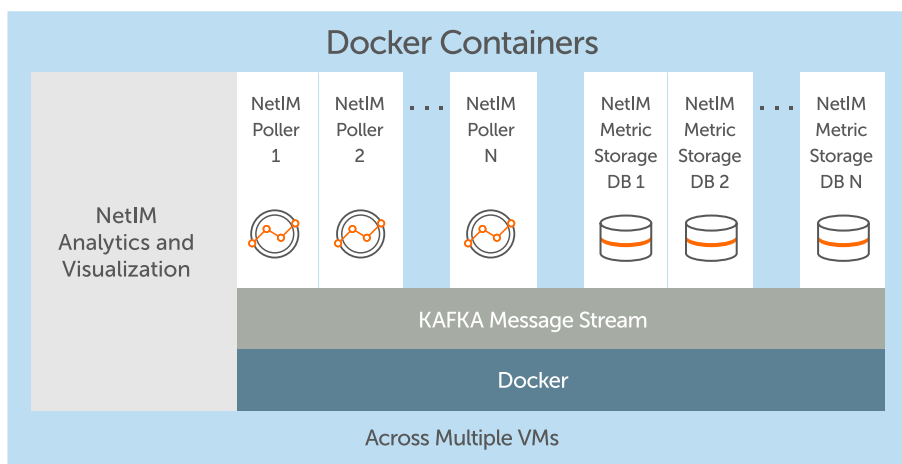 Docker Containers
NetIM
Analytics and
Visualization
NetIM
Poller
1
NetIM
Poller
2
...
NetIM
Poller
N
NetIM
Metric
Storage
DB 1
NetIM
Metric
Storage
DB 2
...
NetIM
Metric
Storage
DB N
KAFKA Message Stream
Docker
Across Multiple VMs